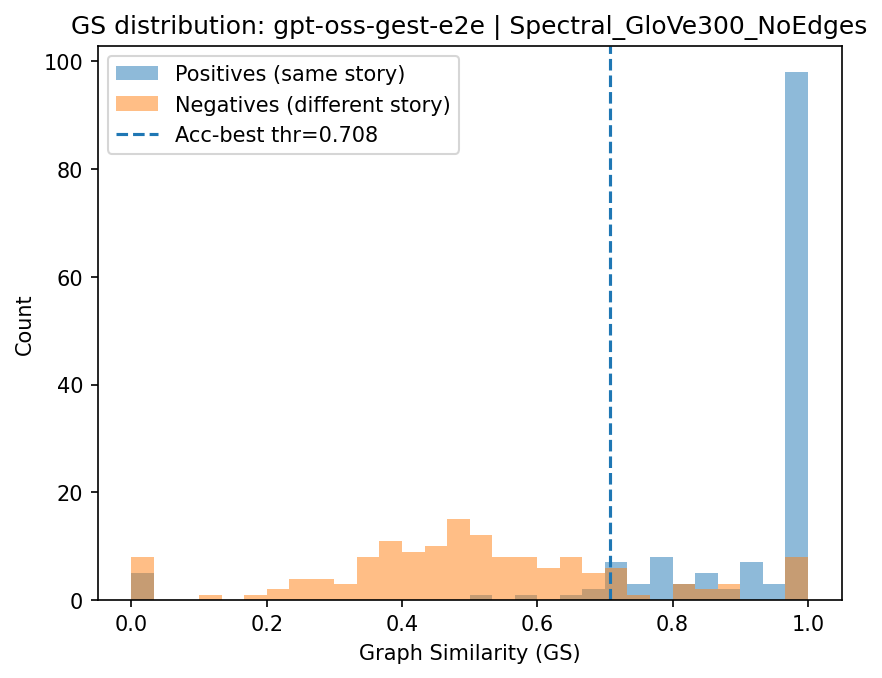 GS distribution: gpt-oss-gest-e2e | Spectral_GloVe300_NoEdges
Positives (same story)
Negatives (different story)
Acc-best thr=0.708
100
80
60
40
20
0
Count
0.0 0.2 0.4 0.6 0.8 1.0
Graph Similarity (GS)